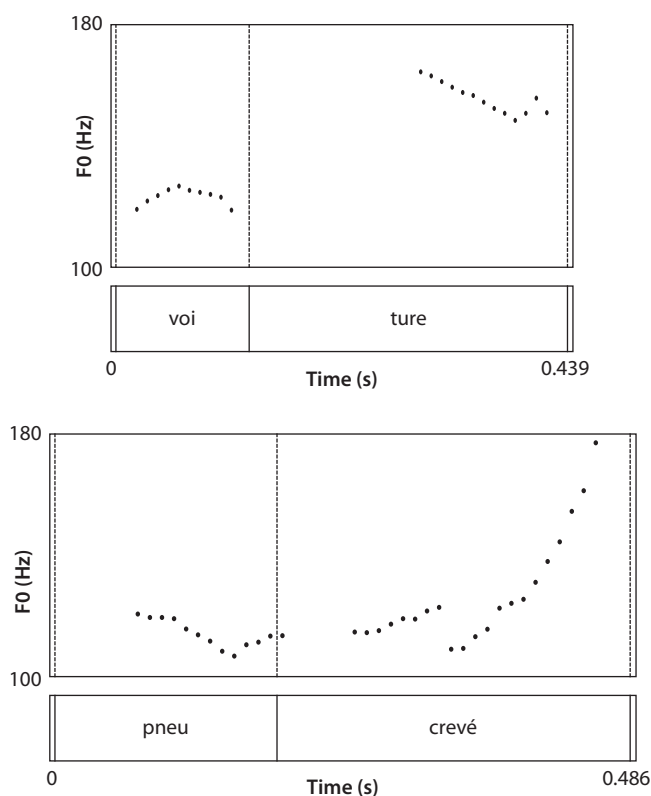 180
F0 (Hz)
100
voi ture
0 0.439
Time (s)
180
F0 (Hz)
100
pneu crevé
0 0.486
Time (s)